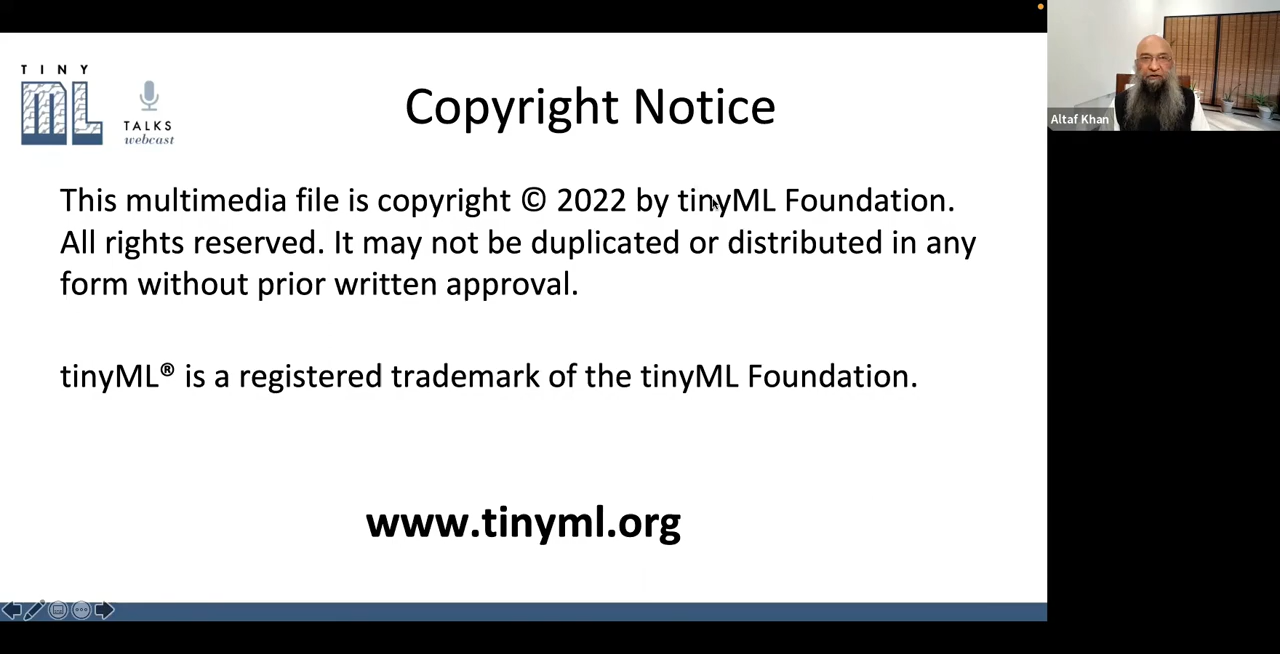 TINY
ML
TALKS
webcast
Copyright Notice
This multimedia file is copyright © 2022 by tinyML Foundation.
All rights reserved. It may not be duplicated or distributed in any
form without prior written approval.
tinyML® is a registered trademark of the tinyML Foundation.
www.tinyml.org
Altaf Khan